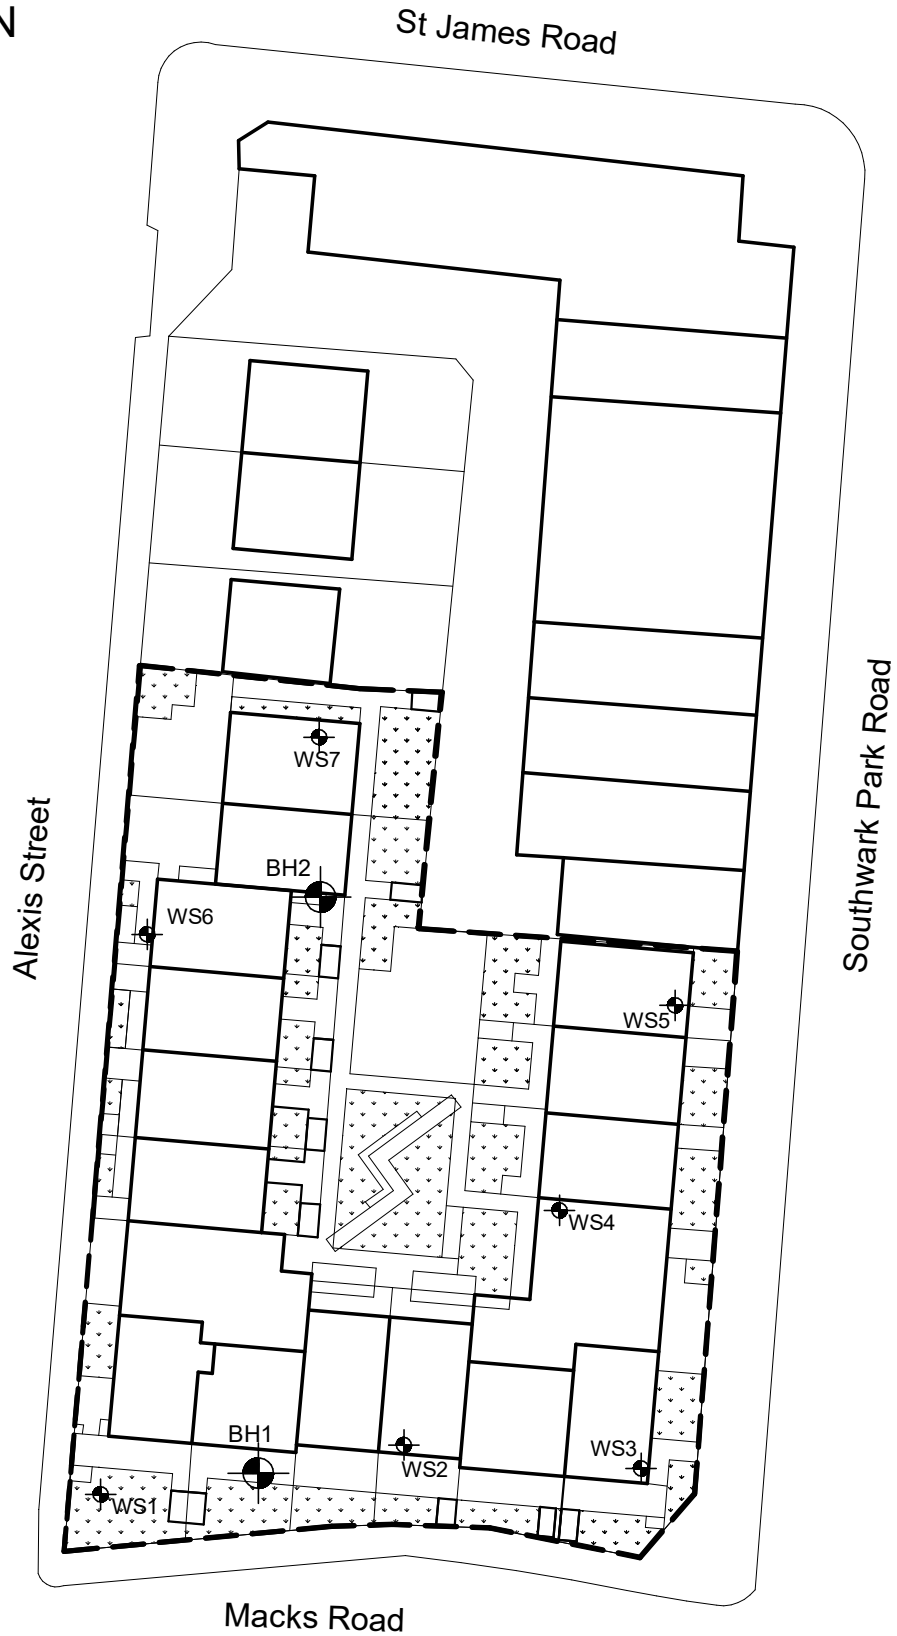 N
St James Road
WS7
BH2
WS6
Alexis Street
Southwark Park Road
WS5
WS4
BH1
WS2
WS3
WS1
Macks Road